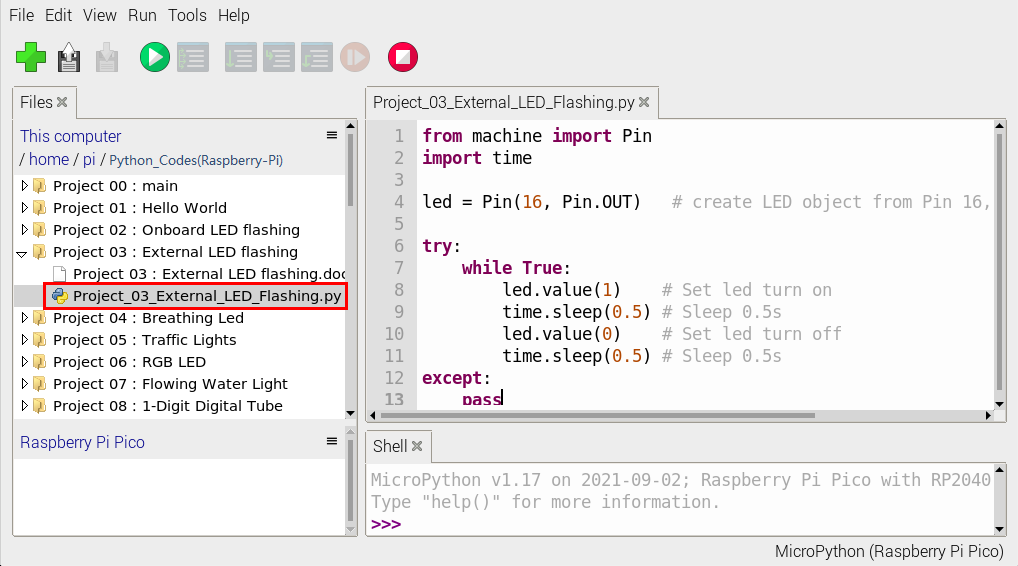 File Edit View Run Tools Help
Files
This computer
/ home / pi / Python_Codes(Raspberry-Pi)
Project 00 : main
Project 01 : Hello World
Project 02 : Onboard LED flashing
Project 03 : External LED flashing
Project 03 : External LED flashing.doc
Project_03_External_LED_Flashing.py
Project 04 : Breathing Led
Project 05 : Traffic Lights
Project 06 : RGB LED
Project 07 : Flowing Water Light
Project 08 : 1-Digit Digital Tube
Raspberry Pi Pico
Project_03_External_LED_Flashing.py
1 from machine import Pin
2 import time
3
4 led = Pin(16, Pin.OUT)   # create LED object from Pin 16,
5
6 try:
7     while True:
8         led.value(1)    # Set led turn on
9         time.sleep(0.5) # Sleep 0.5s
10         led.value(0)    # Set led turn off
11         time.sleep(0.5) # Sleep 0.5s
12 except:
13     pass
Shell
MicroPython v1.17 on 2021-09-02; Raspberry Pi Pico with RP2040
Type "help()" for more information.
>>>
MicroPython (Raspberry Pi Pico)